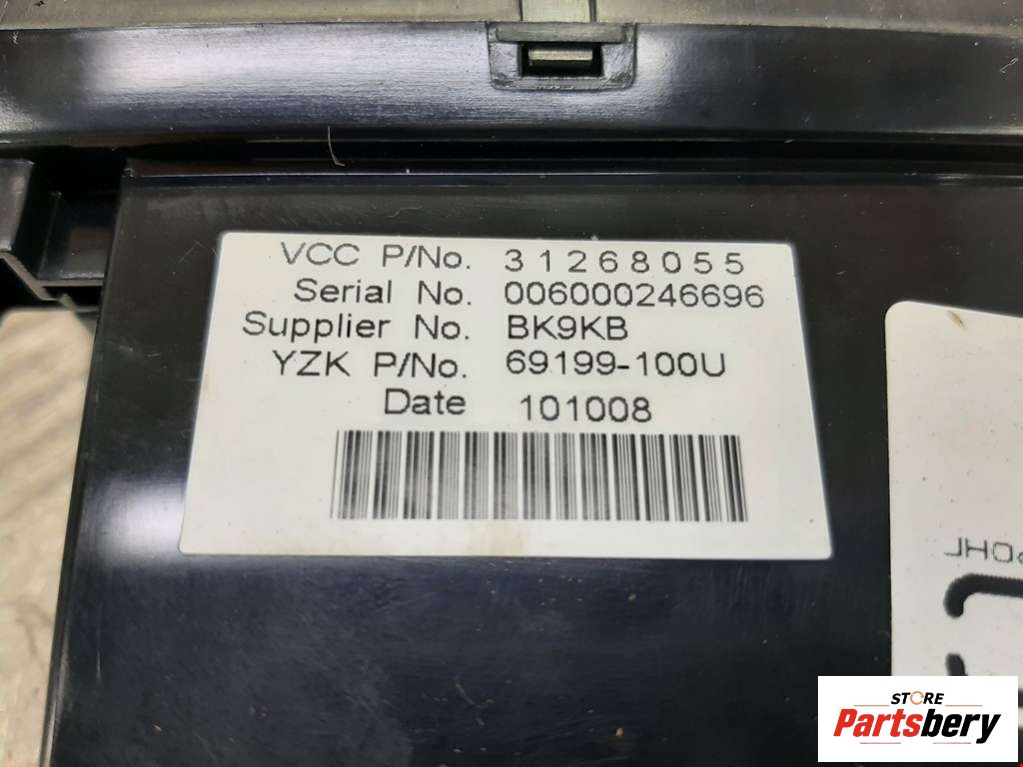 VCC P/No. 31268055
Serial No. 006000246696
Supplier No. BK9KB
YZK P/No. 69199-100U
Date 101008
STORE
Partsbery